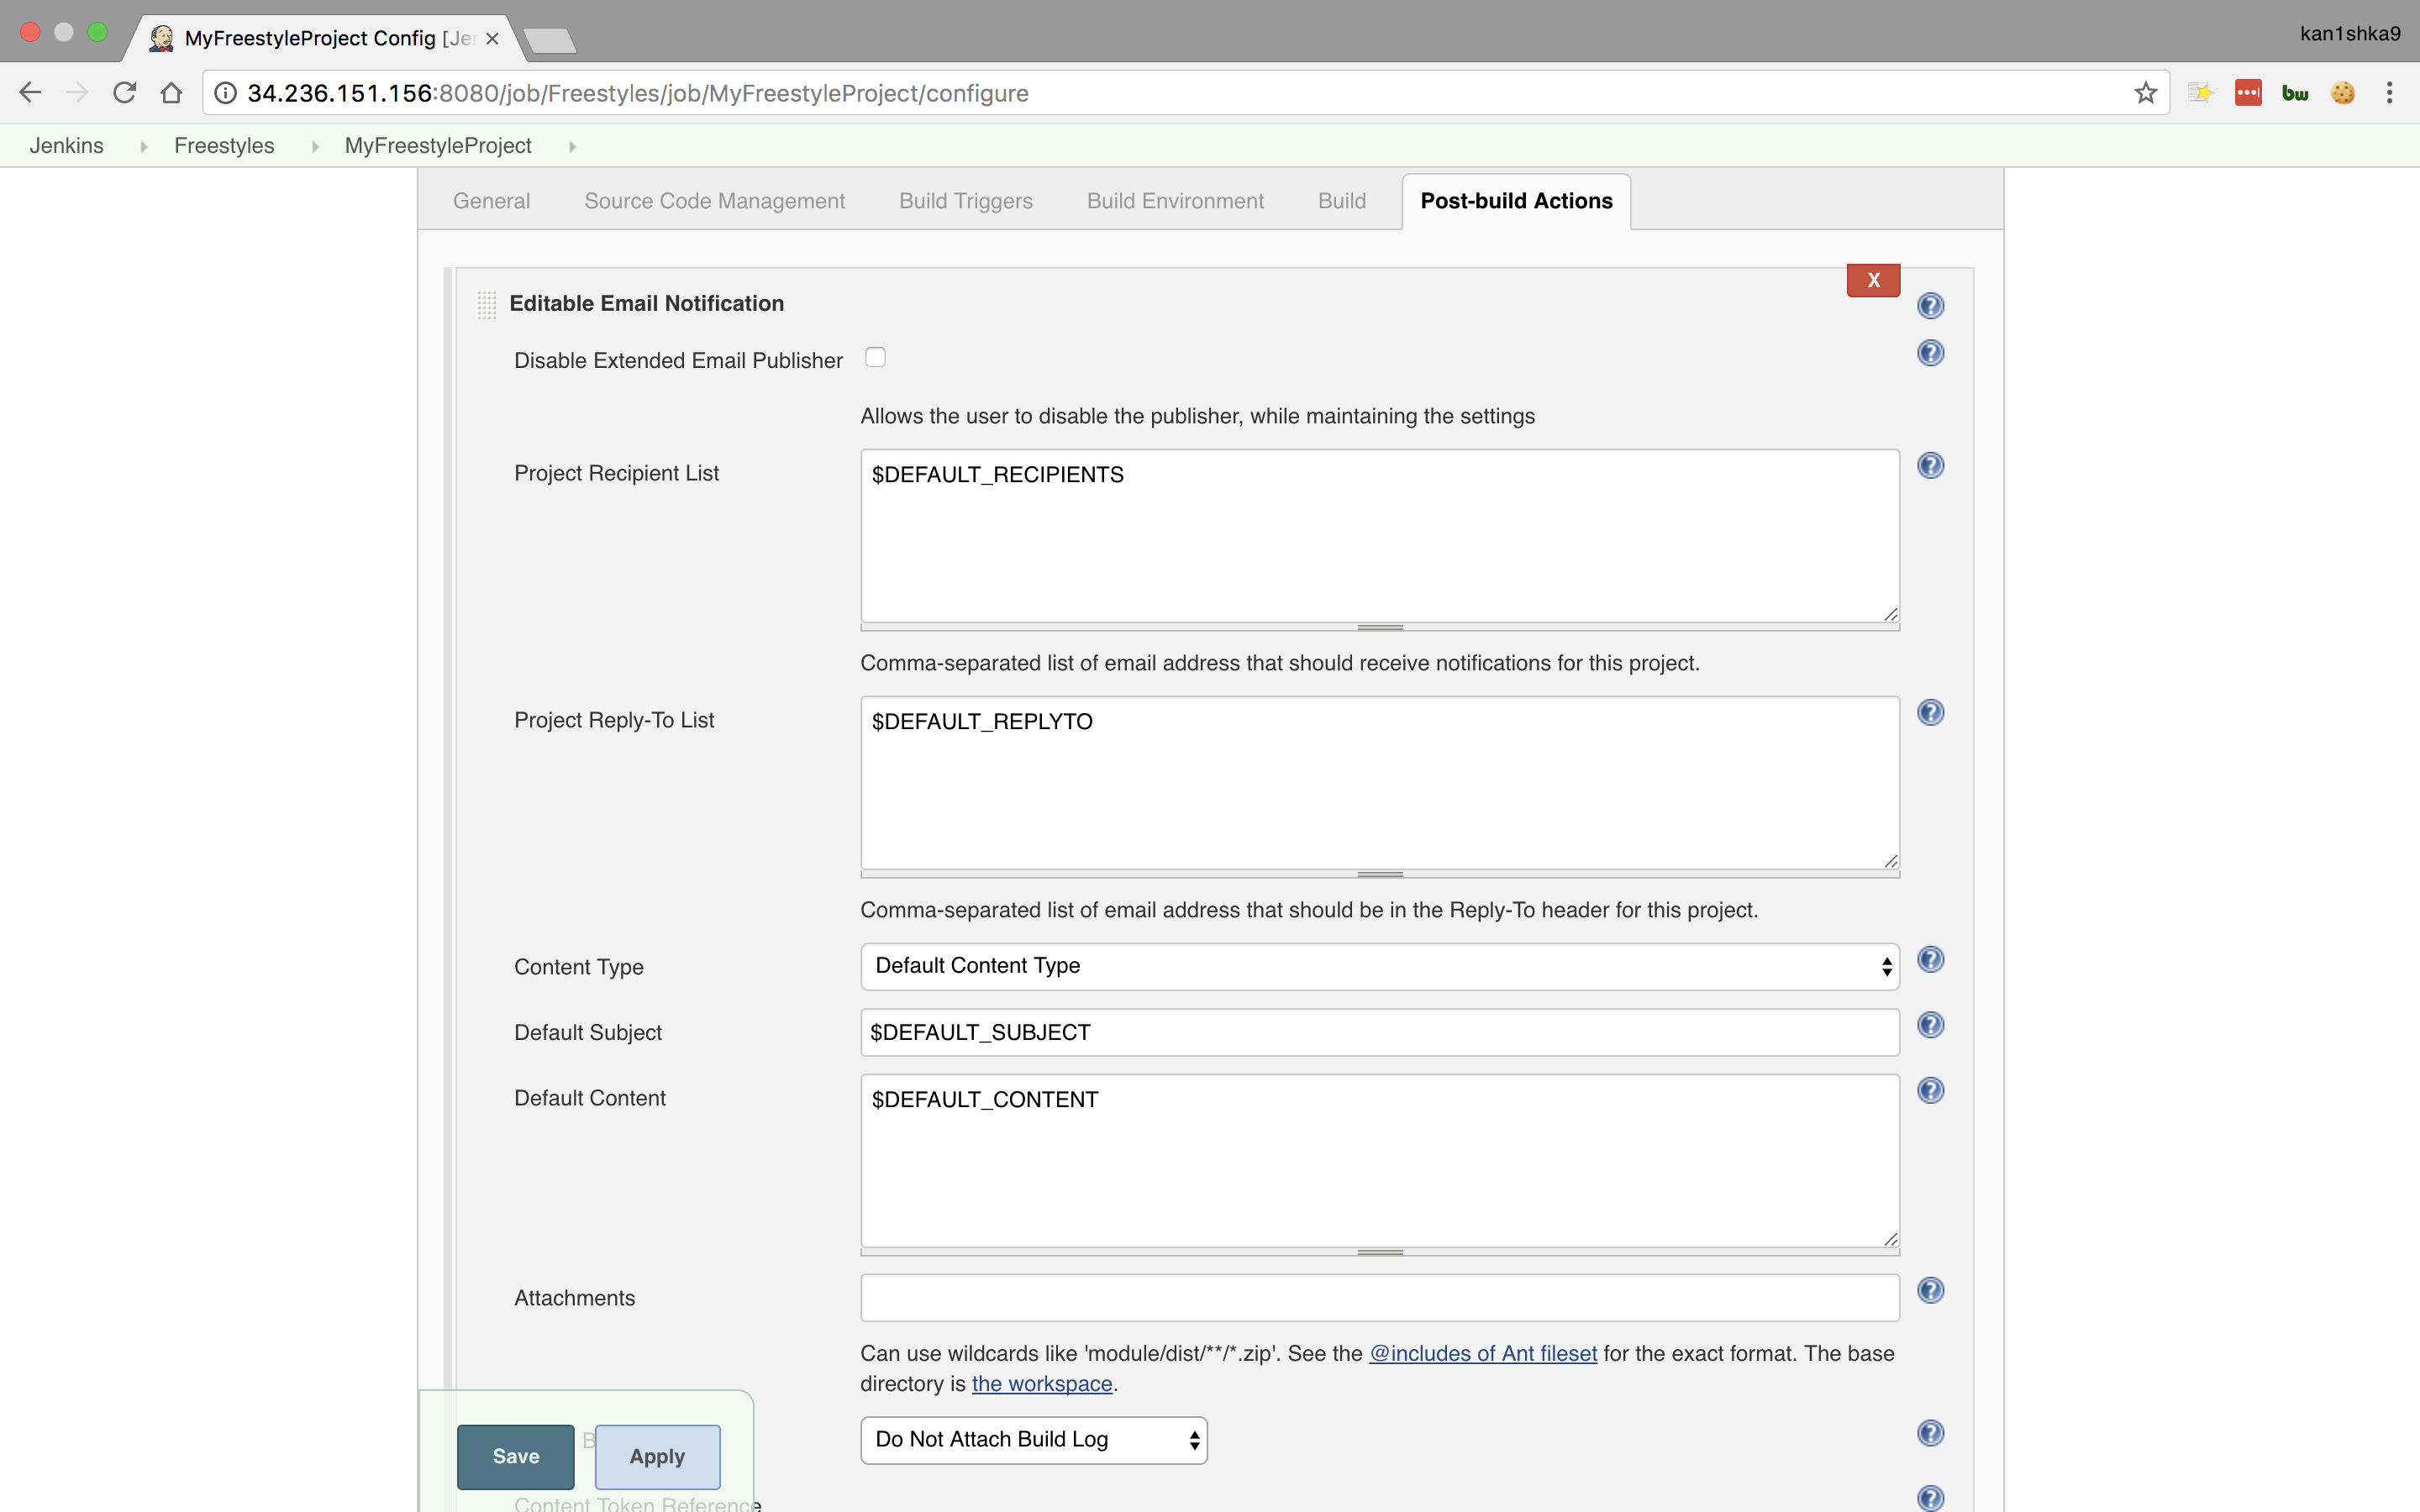 MyFreestyleProject Config [Je
kan1shka9
34.236.151.156:8080/job/Freestyles/job/MyFreestyleProject/configure
bw
Jenkins Freestyles MyFreestyleProject
General Source Code Management Build Triggers Build Environment Build Post-build Actions
X
Editable Email Notification
Disable Extended Email Publisher
Allows the user to disable the publisher, while maintaining the settings
Project Recipient List
$DEFAULT_RECIPIENTS
Comma-separated list of email address that should receive notifications for this project.
Project Reply-To List
$DEFAULT_REPLYTO
Comma-separated list of email address that should be in the Reply-To header for this project.
Content Type
Default Content Type
Default Subject
$DEFAULT_SUBJECT
Default Content
$DEFAULT_CONTENT
Attachments
Can use wildcards like 'module/dist/**/*.zip'. See the @includes of Ant fileset for the exact format. The base
directory is the workspace.
Do Not Attach Build Log
Save
Apply
Content Token Reference